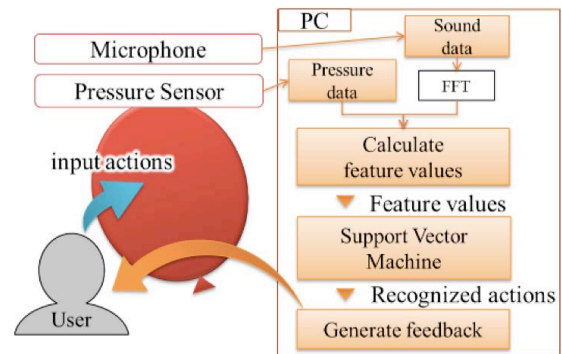 PC
Microphone
Sound
data
Pressure Sensor
Pressure
data
FFT
input actions
Calculate
feature values
Feature values
Support Vector
Machine
Recognized actions
User
Generate feedback